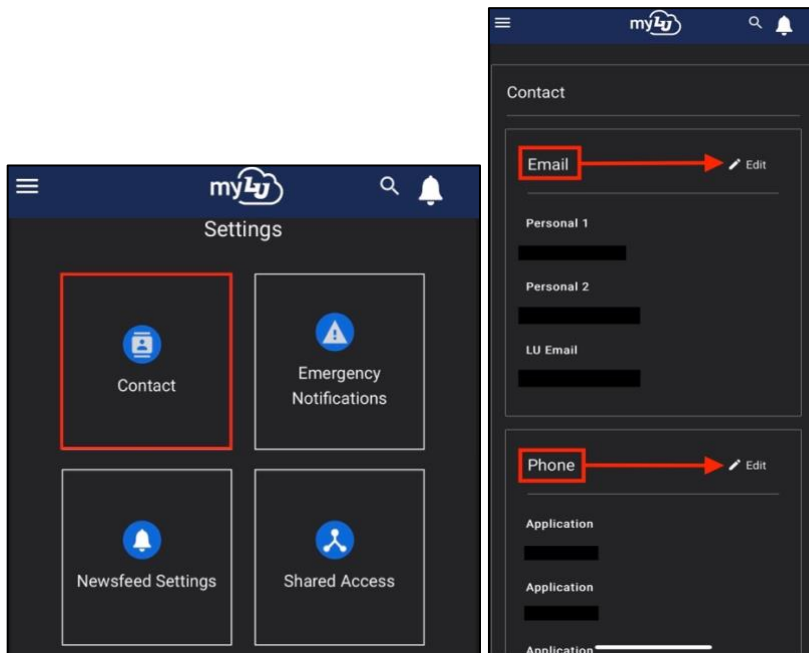 myLU
Settings
Contact
Emergency
Notifications
Newsfeed Settings
Shared Access
myLU
Contact
Email
Edit
Personal 1
Personal 2
LU Email
Phone
Edit
Application
Application
Application